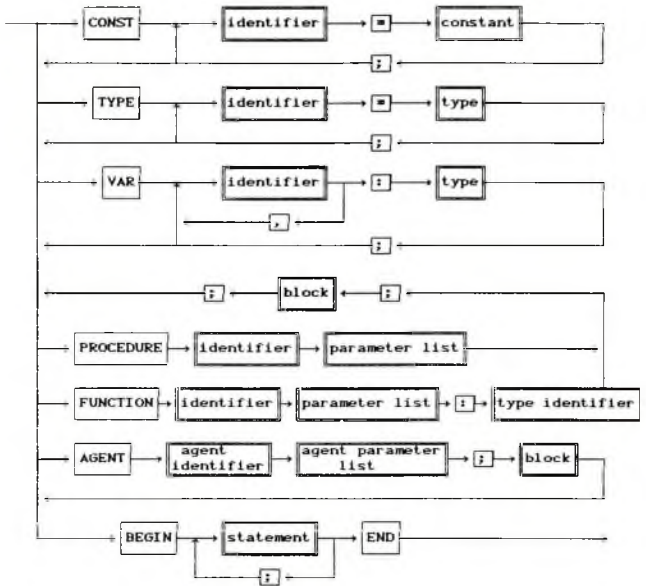 CONST identifier = constant
;
TYPE identifier = type
;
VAR identifier : type
,
;
; block ;
PROCEDURE identifier parameter list
FUNCTION identifier parameter list : type identifier
AGENT agent identifier agent parameter list ; block
BEGIN statement END
;